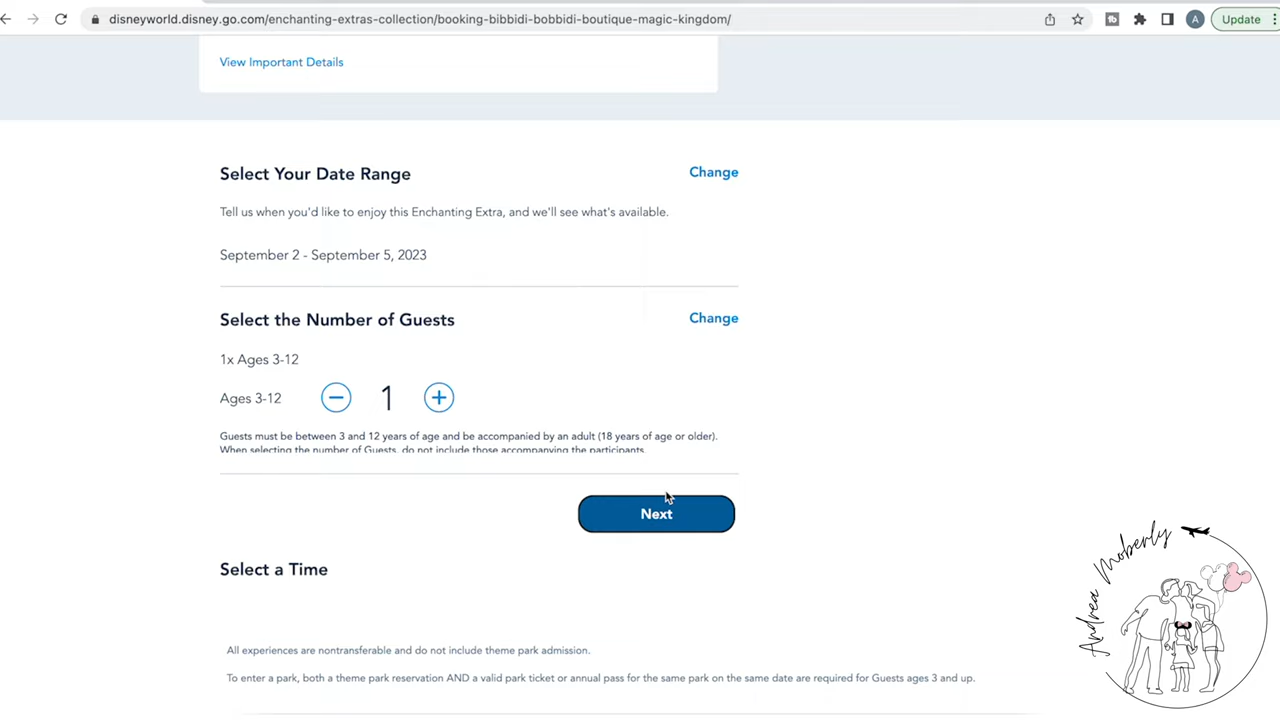 disneyworld.disney.go.com/enchanting-extras-collection/booking-bibbidi-bobbidi-boutique-magic-kingdom/
A
Update
View Important Details
Select Your Date Range
Change
Tell us when you'd like to enjoy this Enchanting Extra, and we'll see what's available.
September 2 - September 5, 2023
Select the Number of Guests
Change
1x Ages 3-12
Ages 3-12
1
Guests must be between 3 and 12 years of age and be accompanied by an adult (18 years of age or older).
When selecting the number of Guests, do not include those accompanying the participants.
Next
Select a Time
All experiences are nontransferable and do not include theme park admission.
To enter a park, both a theme park reservation AND a valid park ticket or annual pass for the same park on the same date are required for Guests ages 3 and up.
Andrea Moberly